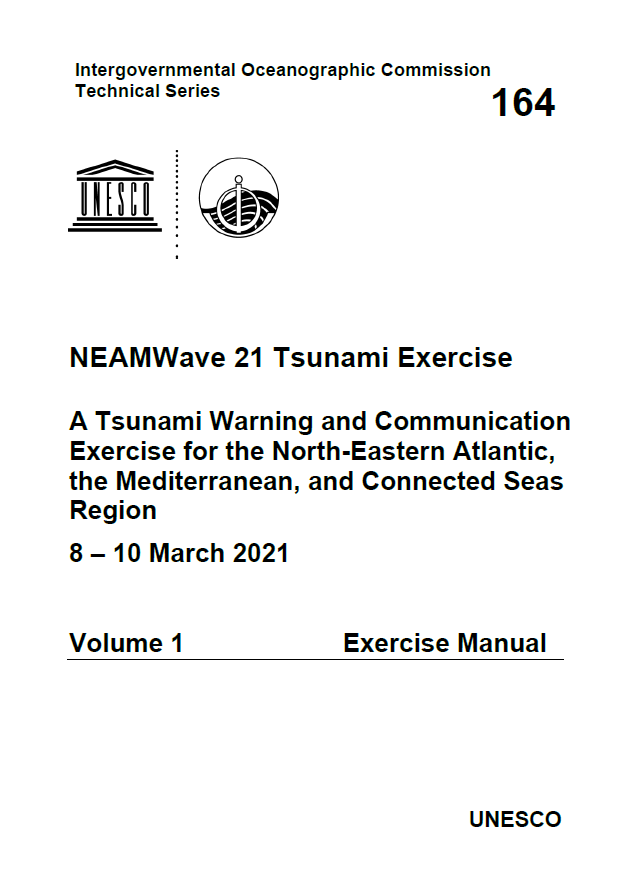 Intergovernmental Oceanographic Commission
Technical Series
164
UNESCO
NEAMWave 21 Tsunami Exercise
A Tsunami Warning and Communication
Exercise for the North-Eastern Atlantic,
the Mediterranean, and Connected Seas
Region
8 – 10 March 2021
Volume 1 Exercise Manual
UNESCO